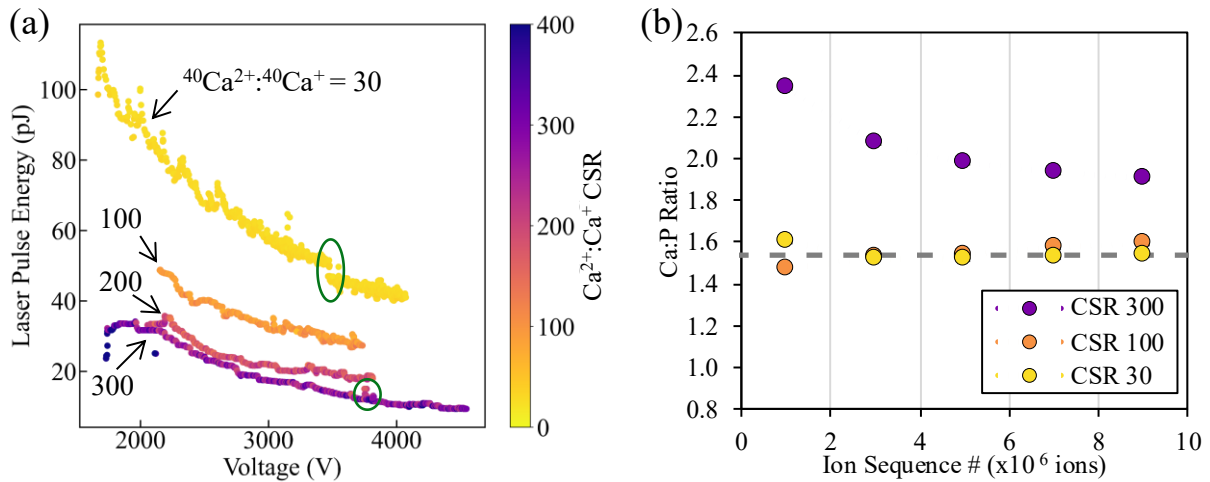 (a)
Laser Pulse Energy (pJ)
100
80
60
40
20
⁴⁰Ca²⁺:⁴⁰Ca⁺ = 30
100
200
300
2000
3000
4000
Voltage (V)
400
300
200
100
0
Ca²⁺:Ca⁺ CSR
(b)
Ca:P Ratio
2.6
2.4
2.2
2.0
1.8
1.6
1.4
1.2
1.0
0.8
CSR 300
CSR 100
CSR 30
0
2
4
6
8
10
Ion Sequence # (x10⁶ ions)